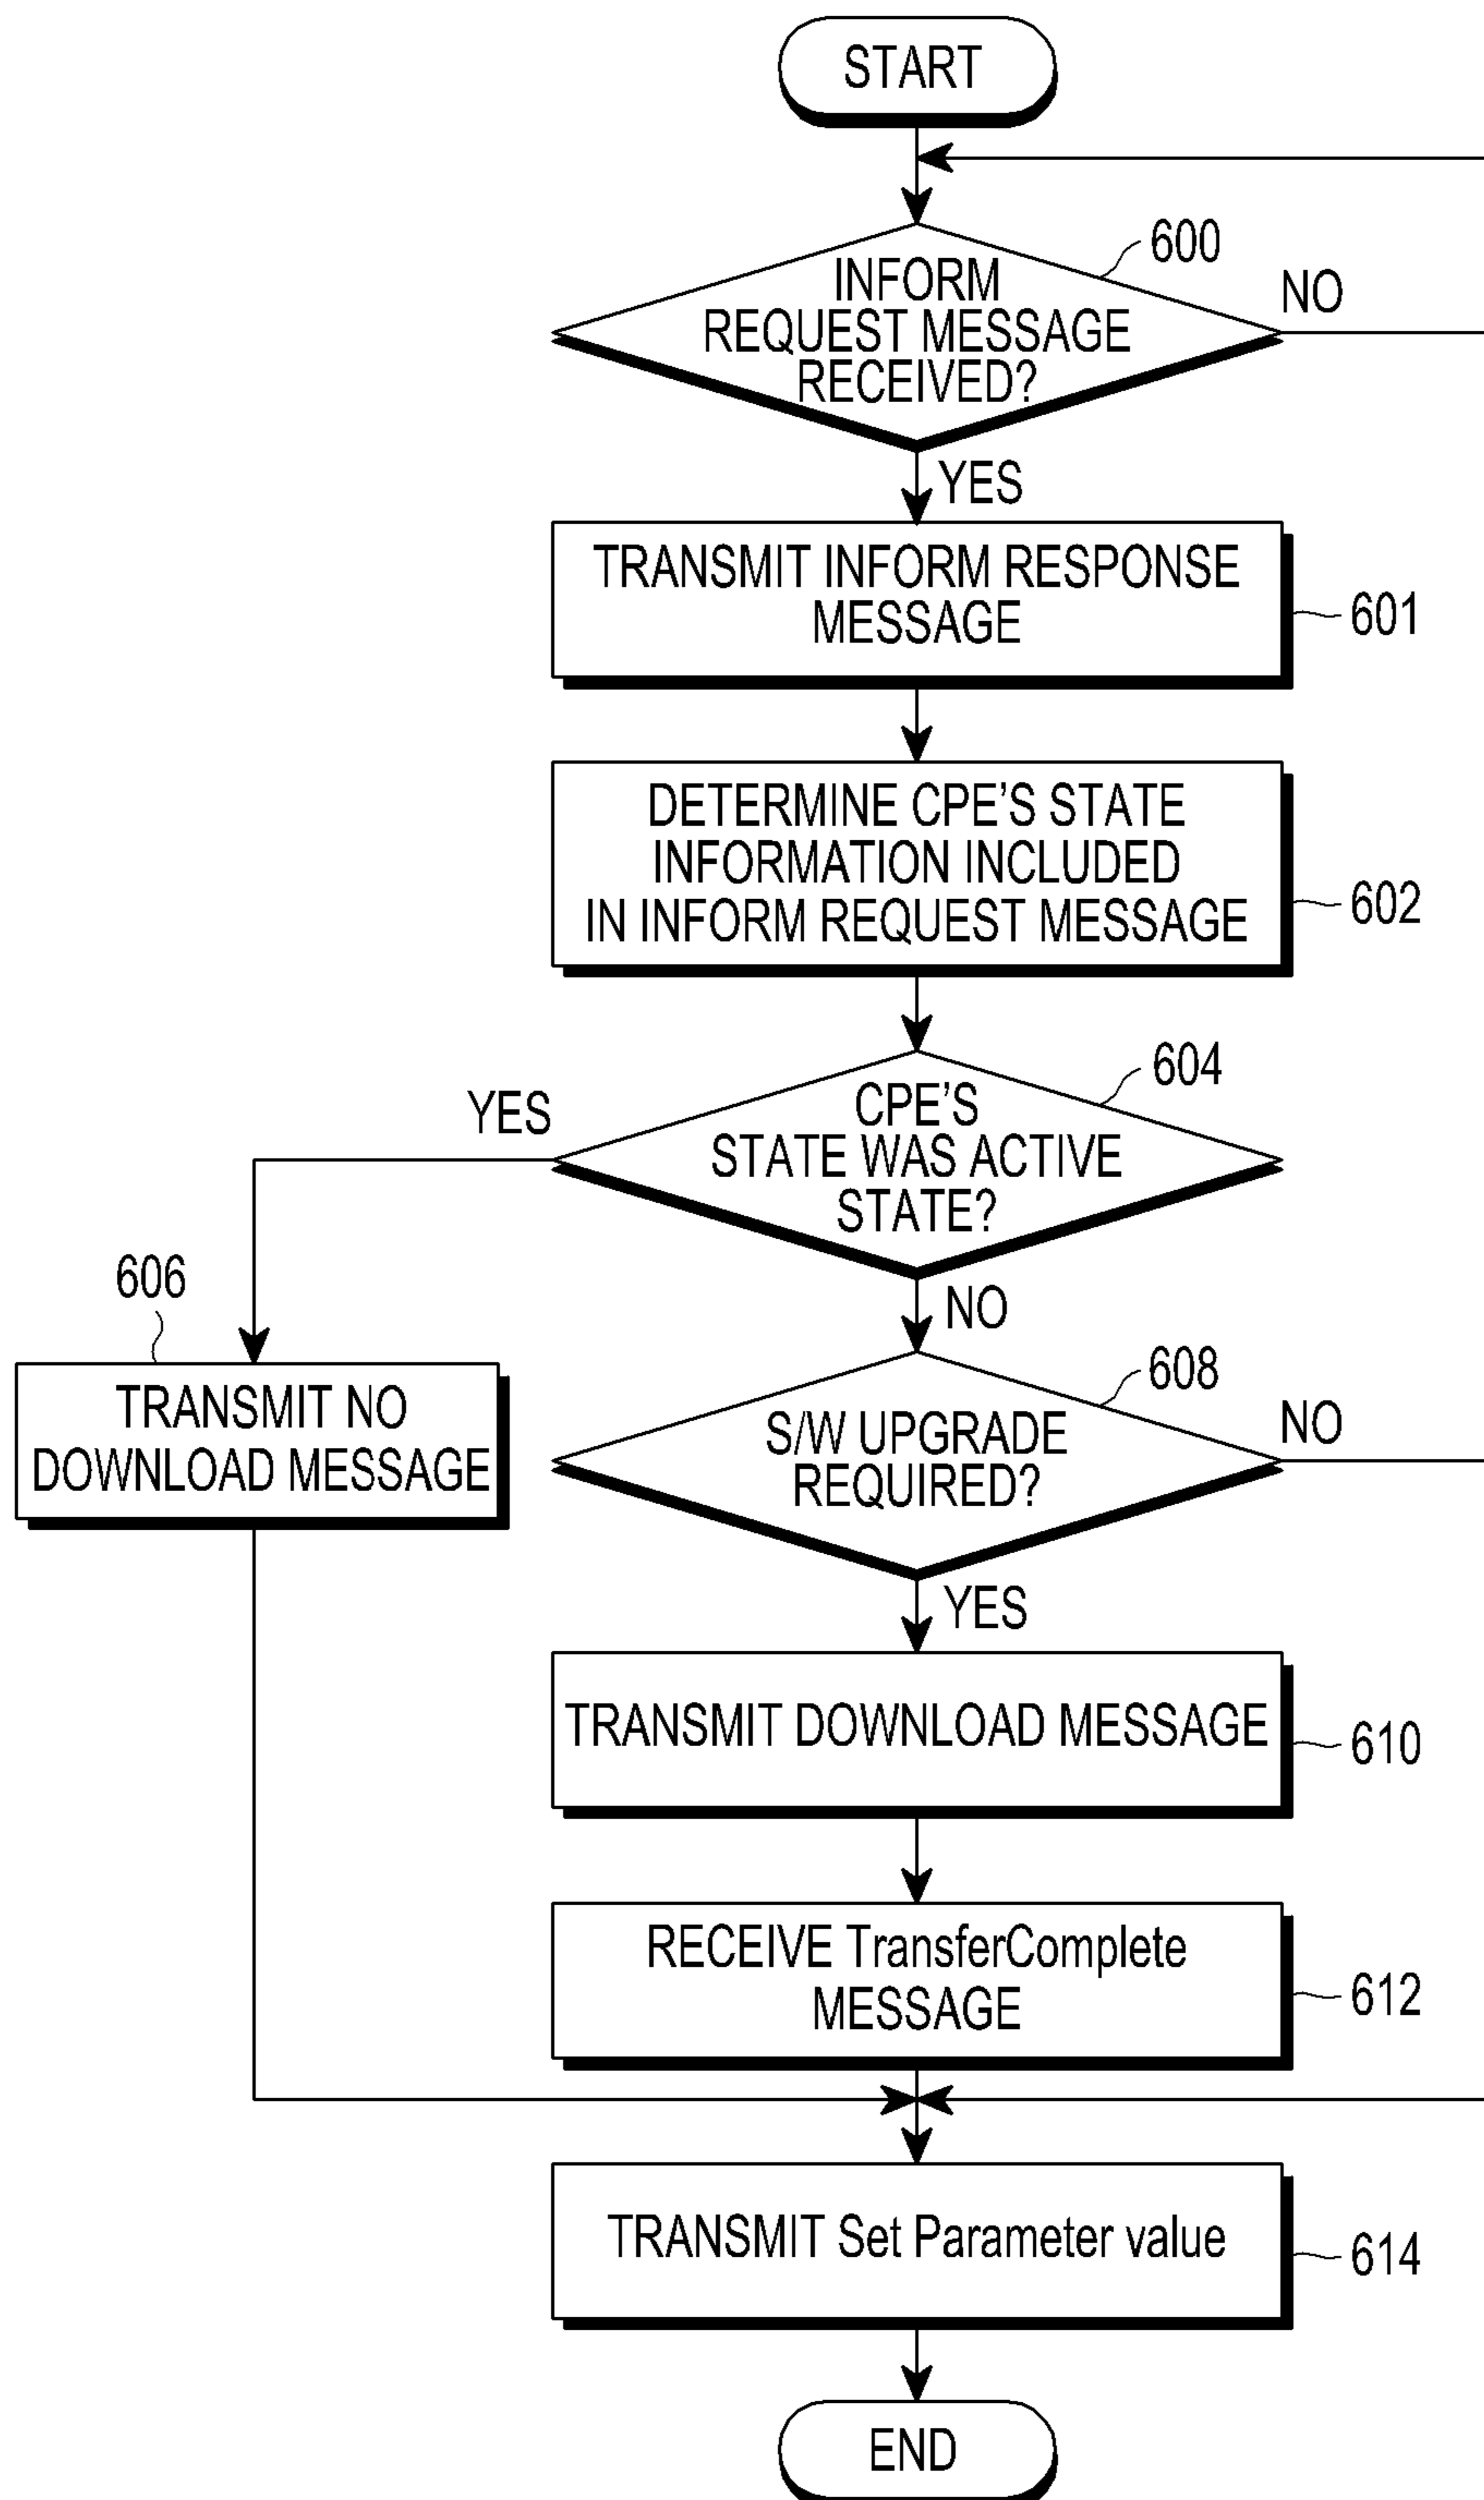 START
600
INFORM
REQUEST MESSAGE
RECEIVED?
NO
YES
TRANSMIT INFORM RESPONSE
MESSAGE
601
DETERMINE CPE'S STATE
INFORMATION INCLUDED
IN INFORM REQUEST MESSAGE
602
604
CPE'S
STATE WAS ACTIVE
STATE?
YES
NO
606
TRANSMIT NO
DOWNLOAD MESSAGE
608
S/W UPGRADE
REQUIRED?
NO
YES
TRANSMIT DOWNLOAD MESSAGE
610
RECEIVE TransferComplete
MESSAGE
612
TRANSMIT Set Parameter value
614
END